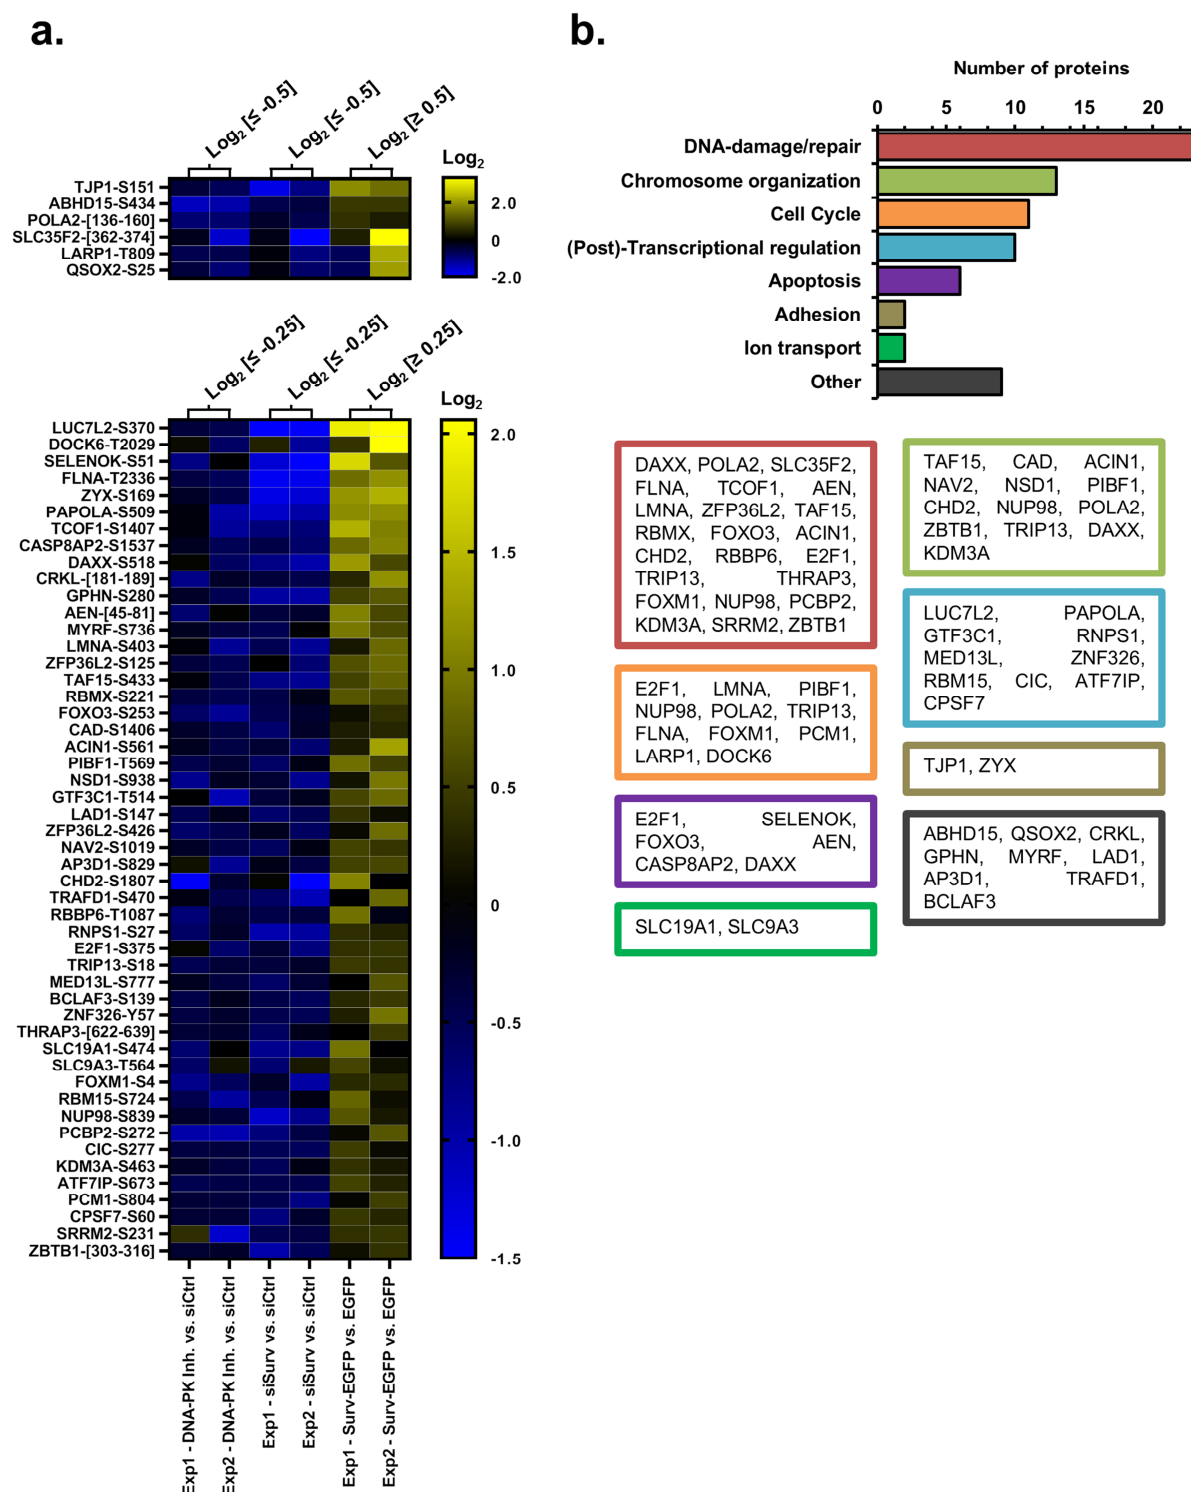 a.
Log2 [≤ -0.5]
Log2 [≤ -0.5]
Log2 [≥ 0.5]
Log2
TJP1-S151
ABHD15-S434
POLA2-[136-160]
SLC35F2-[362-374]
LARP1-T809
QSOX2-S25
2.0
0
-2.0
Log2 [≤ -0.25]
Log2 [≤ -0.25]
Log2 [≥ 0.25]
Log2
LUC7L2-S370
DOCK6-T2029
SELENOK-S51
FLNA-T2336
ZYX-S169
PAPOLA-S509
TCOF1-S1407
CASP8AP2-S1537
DAXX-S518
CRKL-[181-189]
GPHN-S280
AEN-[45-81]
MYRF-S736
LMNA-S403
ZFP36L2-S125
TAF15-S433
RBMX-S221
FOXO3-S253
CAD-S1406
ACIN1-S561
PIBF1-T569
NSD1-S938
GTF3C1-T514
LAD1-S147
ZFP36L2-S426
NAV2-S1019
AP3D1-S829
CHD2-S1807
TRAFD1-S470
RBBP6-T1087
RNPS1-S27
E2F1-S375
TRIP13-S18
MED13L-S777
BCLAF3-S139
ZNF326-Y57
THRAP3-[622-639]
SLC19A1-S474
SLC9A3-T564
FOXM1-S4
RBM15-S724
NUP98-S839
PCBP2-S272
CIC-S277
KDM3A-S463
ATF7IP-S673
PCM1-S804
CPSF7-S60
SRRM2-S231
ZBTB1-[303-316]
2.0
1.5
1.0
0.5
0
-0.5
-1.0
-1.5
Exp1 - DNA-PK Inh. vs. siCtrl
Exp2 - DNA-PK Inh. vs. siCtrl
Exp1 - siSurv vs. siCtrl
Exp2 - siSurv vs. siCtrl
Exp1 - Surv-EGFP vs. EGFP
Exp2 - Surv-EGFP vs. EGFP
b.
Number of proteins
0 5 10 15 20
DNA-damage/repair
Chromosome organization
Cell Cycle
(Post)-Transcriptional regulation
Apoptosis
Adhesion
Ion transport
Other
DAXX, POLA2, SLC35F2,
FLNA, TCOF1, AEN,
LMNA, ZFP36L2, TAF15,
RBMX, FOXO3, ACIN1,
CHD2, RBBP6, E2F1,
TRIP13, THRAP3,
FOXM1, NUP98, PCBP2,
KDM3A, SRRM2, ZBTB1
E2F1, LMNA, PIBF1,
NUP98, POLA2, TRIP13,
FLNA, FOXM1, PCM1,
LARP1, DOCK6
E2F1, SELENOK,
FOXO3, AEN,
CASP8AP2, DAXX
SLC19A1, SLC9A3
TAF15, CAD, ACIN1,
NAV2, NSD1, PIBF1,
CHD2, NUP98, POLA2,
ZBTB1, TRIP13, DAXX,
KDM3A
LUC7L2, PAPOLA,
GTF3C1, RNPS1,
MED13L, ZNF326,
RBM15, CIC, ATF7IP,
CPSF7
TJP1, ZYX
ABHD15, QSOX2, CRKL,
GPHN, MYRF, LAD1,
AP3D1, TRAFD1,
BCLAF3